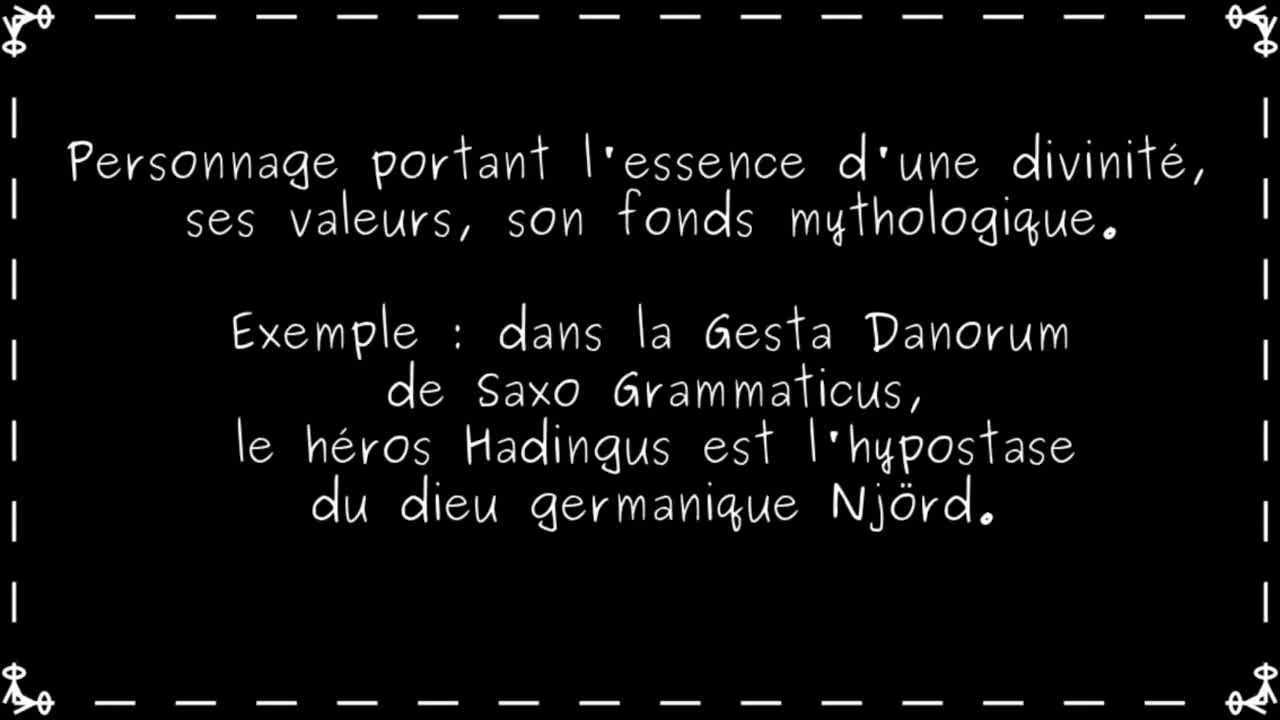 Personnage portant l'essence d'une divinité,
ses valeurs, son fonds mythologique.
Exemple : dans la Gesta Danorum
de Saxo Grammaticus,
le héros Hadingus est l'hypostase
du dieu germanique Njörd.